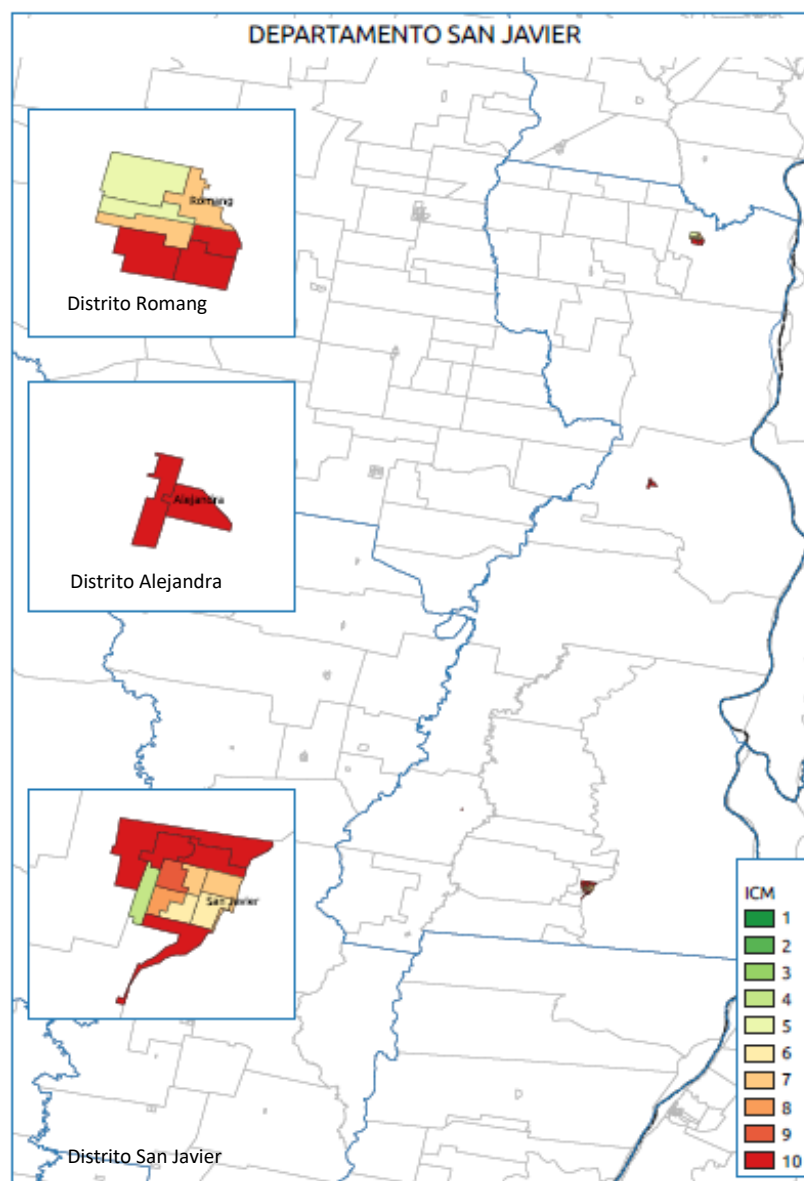 DEPARTAMENTO SAN JAVIER
Romang
Distrito Romang
Alejandra
Distrito Alejandra
San Javier
Distrito San Javier
ICM
1
2
3
4
5
6
7
8
9
10